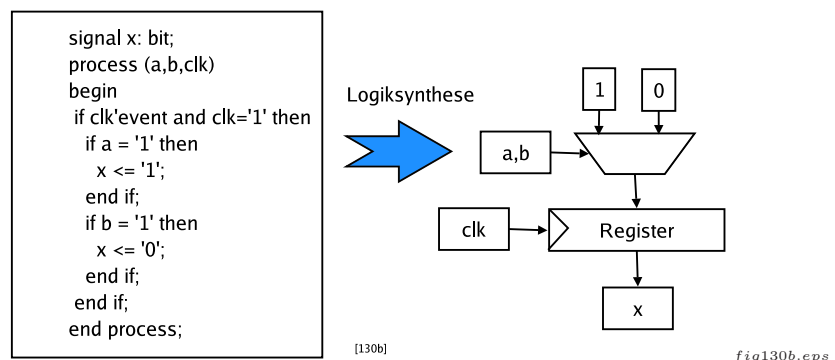 signal x: bit;
process (a,b,clk)
begin
if clk'event and clk='1' then
if a = '1' then
x <= '1';
end if;
if b = '1' then
x <= '0';
end if;
end if;
end process;
Logiksynthese
1
0
a,b
clk
Register
x
[130b]
fig130b.eps